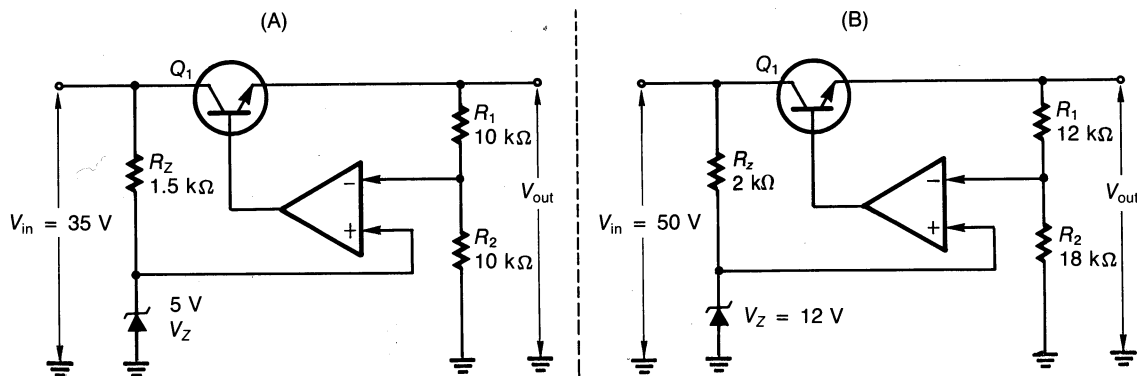 (A)
Q1
R1
10 kΩ
RZ
1.5 kΩ
−
+
Vin = 35 V
Vout
R2
10 kΩ
5 V
VZ
(B)
Q1
R1
12 kΩ
Rz
2 kΩ
−
+
Vin = 50 V
Vout
R2
18 kΩ
VZ = 12 V